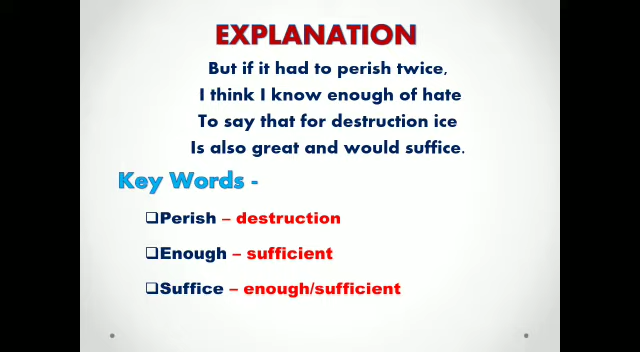 EXPLANATION
But if it had to perish twice,
I think I know enough of hate
To say that for destruction ice
Is also great and would suffice.
Key Words -
❑Perish – destruction
❑Enough – sufficient
❑Suffice – enough/sufficient